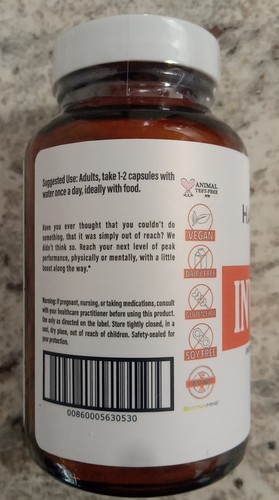 Suggested Use: Adults, take 1-2 capsules with
water once a day, ideally with food.
Have you ever thought that you couldn't do
something, that it was simply out of reach? We
didn't think so. Reach your next level of peak
performance, physically or mentally, with a little
boost along the way.*
Warning: If pregnant, nursing, or taking medications, consult
with your healthcare practitioner before using this product.
Use only as directed on the label. Store tightly closed, in a
cool, dry place, out of reach of children. Safety-sealed for
your protection.
00860005630530
ANIMAL
TEST-FREE
VEGAN
DAIRY FREE
SOY FREE
HA
IN